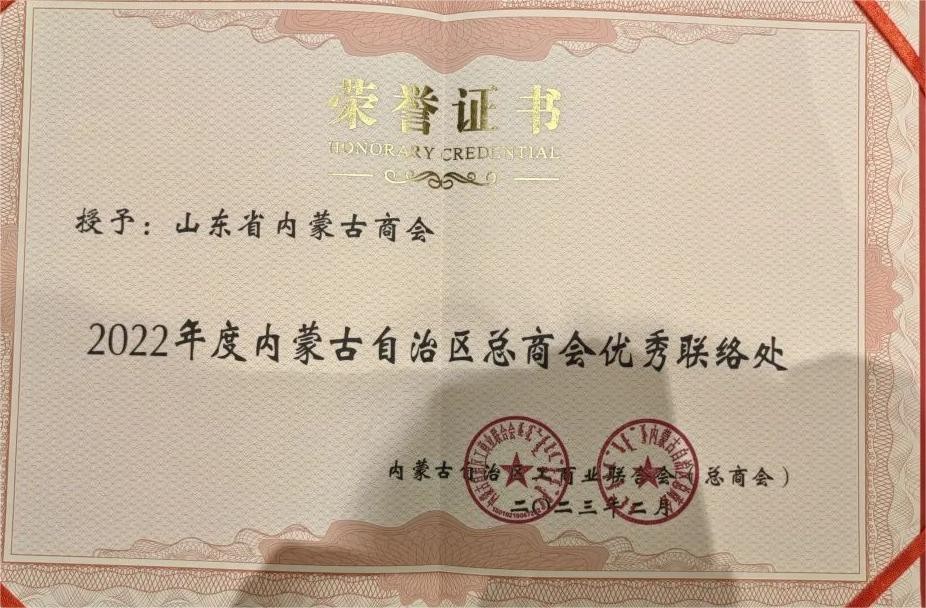 荣誉证书
HONORARY CREDENTIAL
授予：山东省内蒙古商会
2022年度内蒙古自治区总商会优秀联络处
内蒙古自治区工商业联合会（总商会）
二〇二三年二月